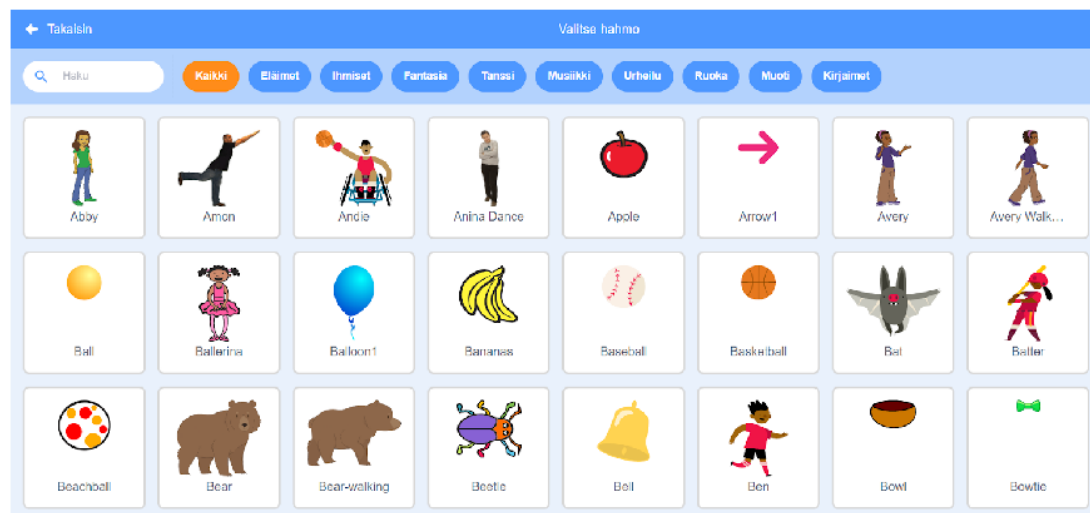 Takaisin Valitse hahmo
Haku Kaikki Eläimet Ihmiset Fantasia Tanssi Musiikki Urheilu Ruoka Muoti Kirjaimet
Abby Amon Andie Anina Dance Apple Arrow1 Avery Avery Walk...
Ball Ballerina Balloon1 Bananas Baseball Basketball Bat Batter
Beachball Bear Bear-walking Beetle Bell Ben Bowl Bowtie